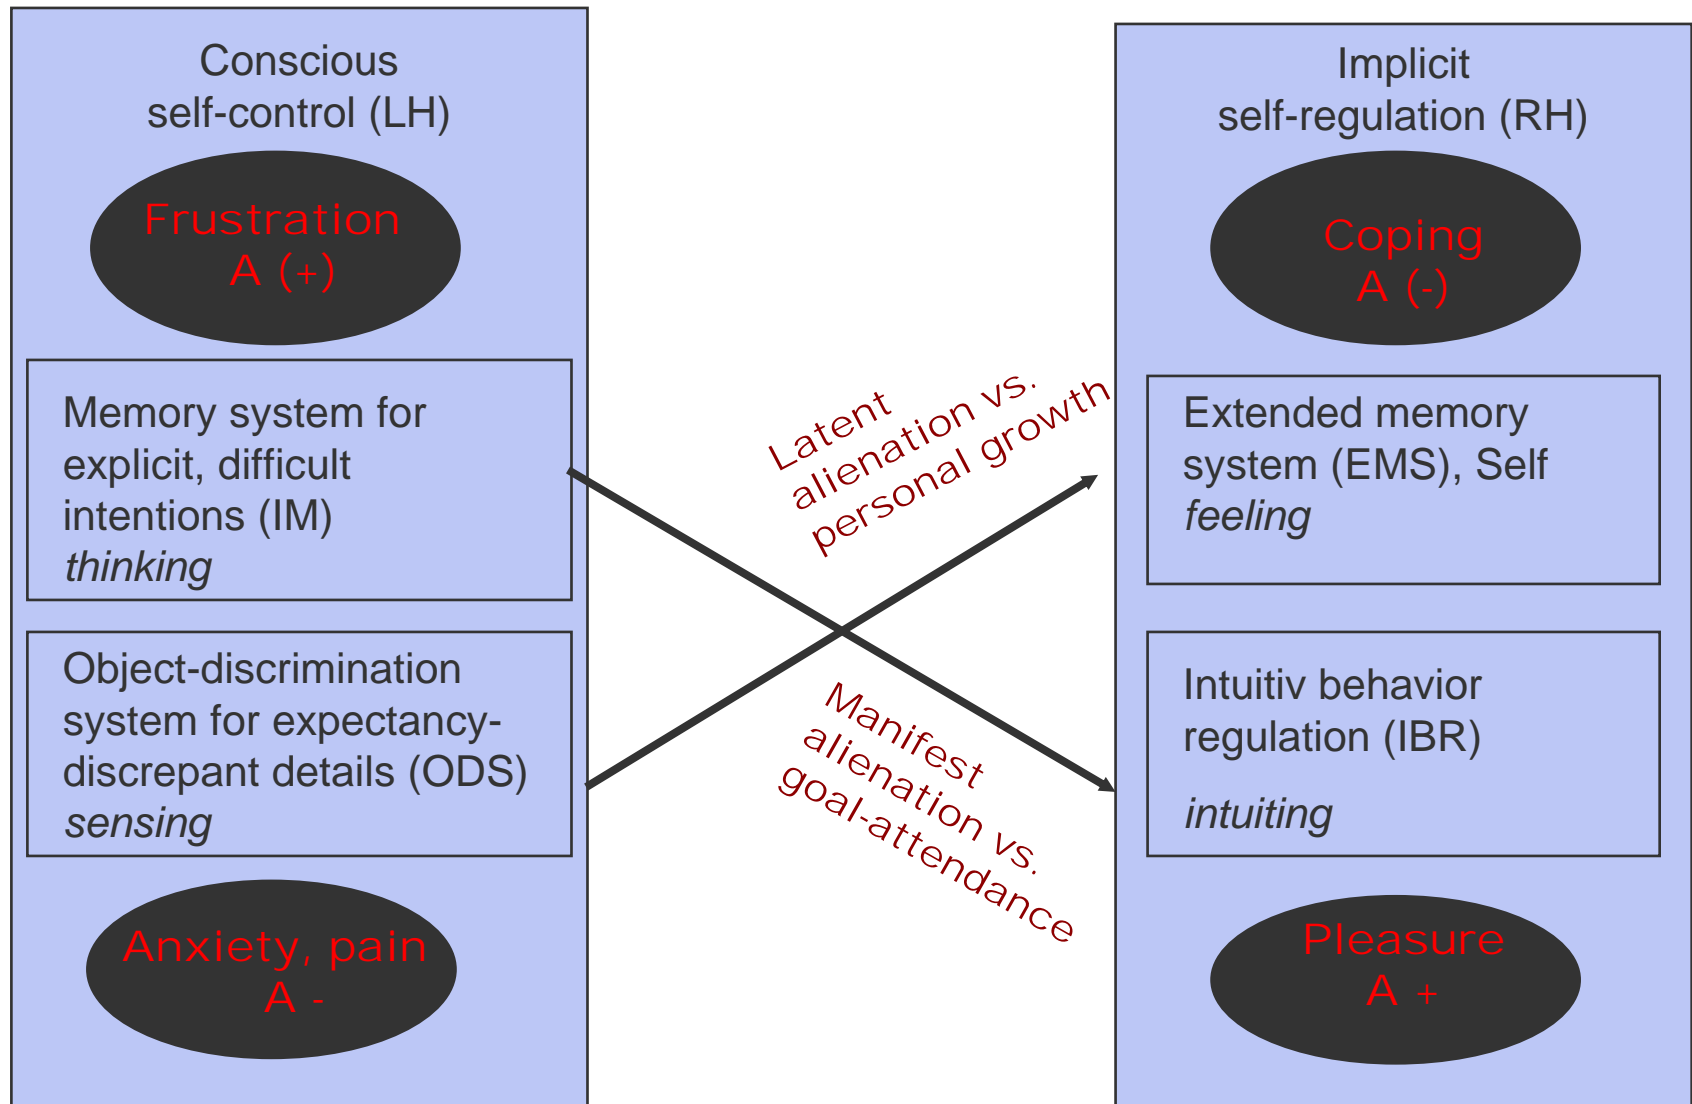 Conscious
self-control (LH)
Frustration
A (+)
Memory system for
explicit, difficult
intentions (IM)
thinking
Object-discrimination
system for expectancy-
discrepant details (ODS)
sensing
Anxiety, pain
A -
Latent
alienation vs.
personal growth
Manifest
alienation vs.
goal-attendance
Implicit
self-regulation (RH)
Coping
A (-)
Extended memory
system (EMS), Self
feeling
Intuitiv behavior
regulation (IBR)
intuiting
Pleasure
A +